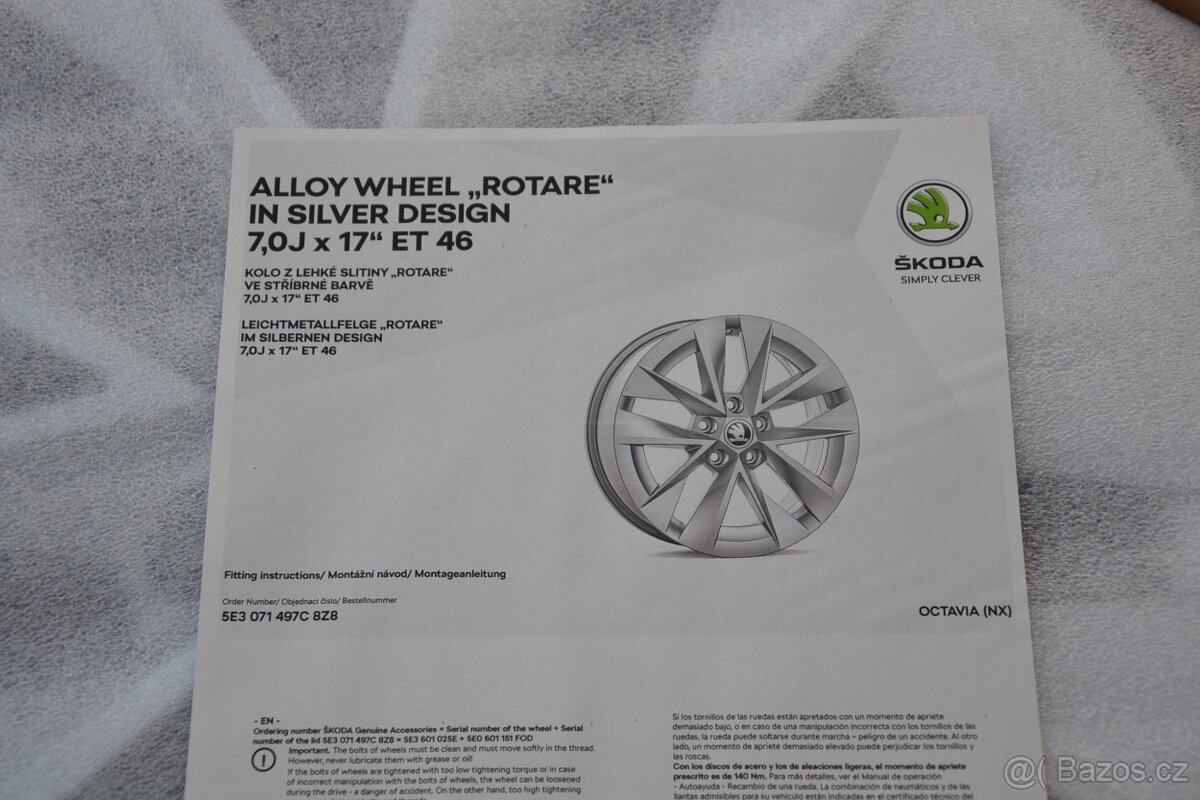 ALLOY WHEEL „ROTARE“
IN SILVER DESIGN
7,0J x 17“ ET 46
KOLO Z LEHKÉ SLITINY „ROTARE“
VE STŘÍBRNÉ BARVĚ
7,0J x 17“ ET 46
LEICHTMETALLFELGE „ROTARE“
IM SILBERNEN DESIGN
7,0J x 17“ ET 46
ŠKODA
SIMPLY CLEVER
Fitting instructions/ Montážní návod/ Montageanleitung
Order Number/ Objednací číslo/ Bestellnummer
5E3 071 497C 8Z8
OCTAVIA (NX)
- EN -
Ordering number ŠKODA Genuine Accessories = Serial number of the wheel + Serial
number of the lid 5E3 071 497C 8Z8 = 5E3 601 025E + 5E0 601 151 FOD
Important. The bolts of wheels must be clean and must move softly in the thread.
However, never lubricate them with grease or oil!
If the bolts of wheels are tightened with too low tightening torque or in case
of incorrect manipulation with the bolts of wheels, the wheel can be loosened
during the drive - a danger of accident. On the other hand, too high tightening
Si los tornillos de las ruedas están apretados con un momento de apriete
demasiado bajo, o en caso de una manipulación incorrecta con los tornillos de las
ruedas, la rueda puede soltarse durante marcha – peligro de un accidente. Al otro
lado, un momento de apriete demasiado elevado puede perjudicar los tornillos y
las roscas.
Con los discos de acero y los de aleaciones ligeras, el momento de apriete
prescrito es de 140 Nm. Para más detalles, ver el Manual de operación
- Autoayuda - Recambio de una rueda. La combinación de neumáticos y de las
llantas admisibles para su vehículo están indicadas en el certificado técnico del
@( Bazos.cz